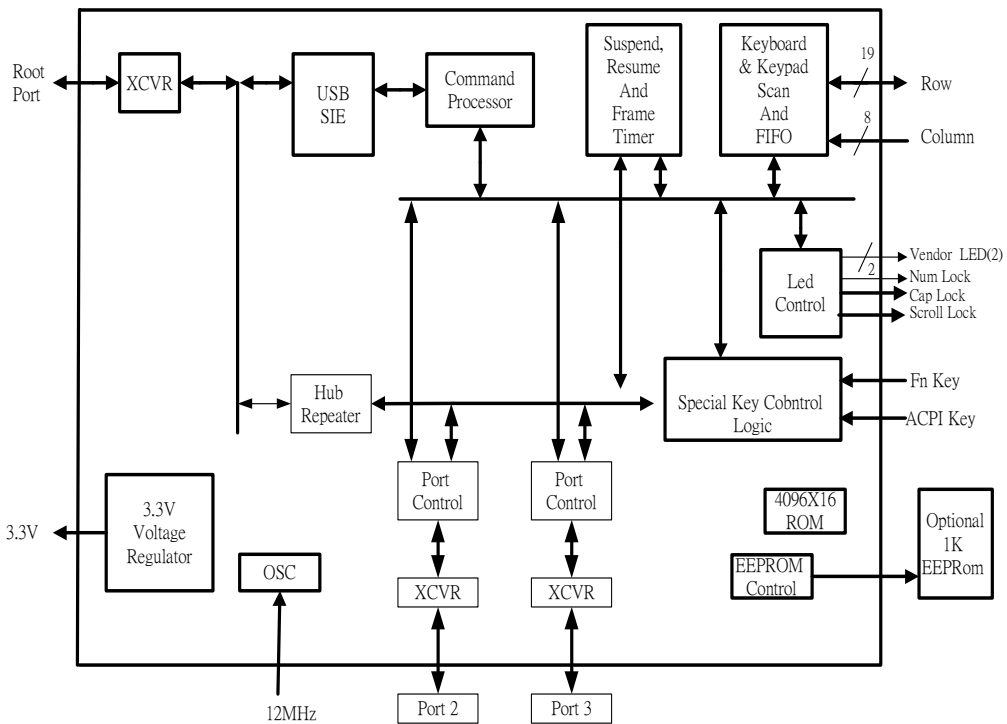 Root
Port
XCVR
USB
SIE
Command
Processor
Suspend,
Resume
And
Frame
Timer
Keyboard
& Keypad
Scan
And
FIFO
19
Row
8
Column
Led
Control
Vendor LED(2)
2
Num Lock
Cap Lock
Scroll Lock
Hub
Repeater
Special Key Cobntrol
Logic
Fn Key
ACPI Key
Port
Control
Port
Control
3.3V
3.3V
Voltage
Regulator
OSC
12MHz
XCVR
XCVR
Port 2
Port 3
4096X16
ROM
EEPROM
Control
Optional
1K
EEPRom